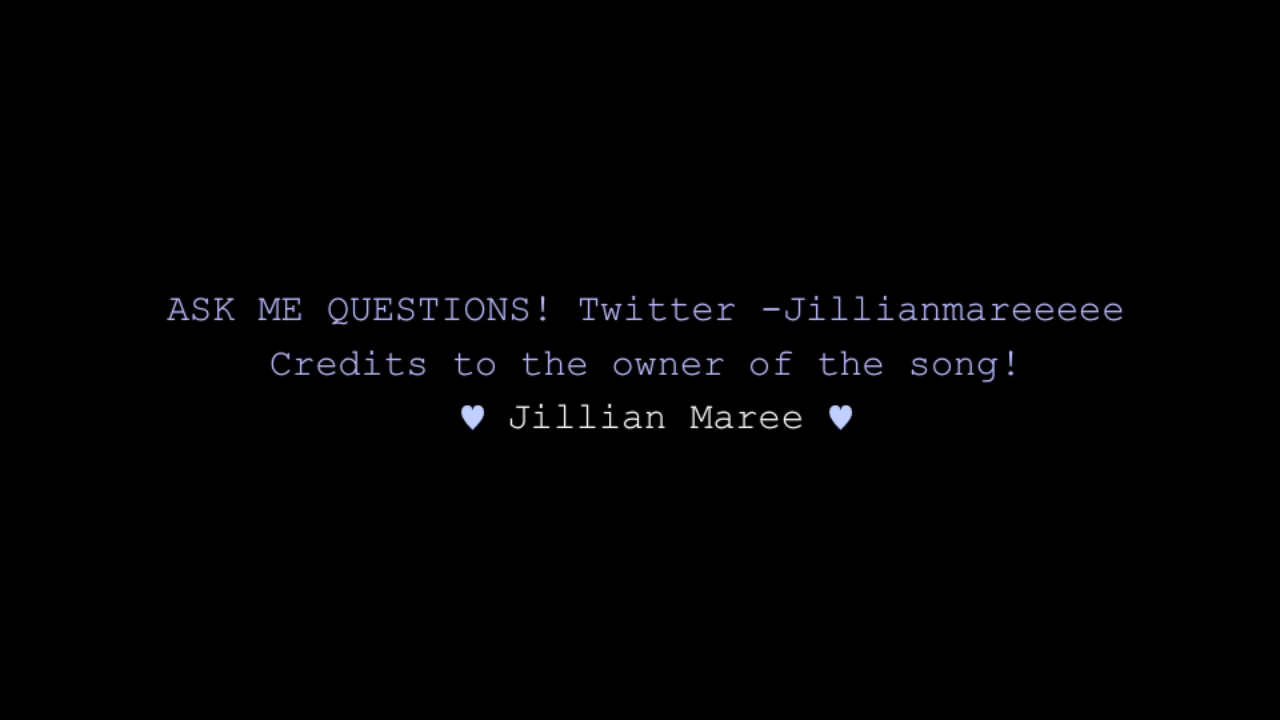 ASK ME QUESTIONS! Twitter -Jillianmareeeee
Credits to the owner of the song!
♥ Jillian Maree ♥